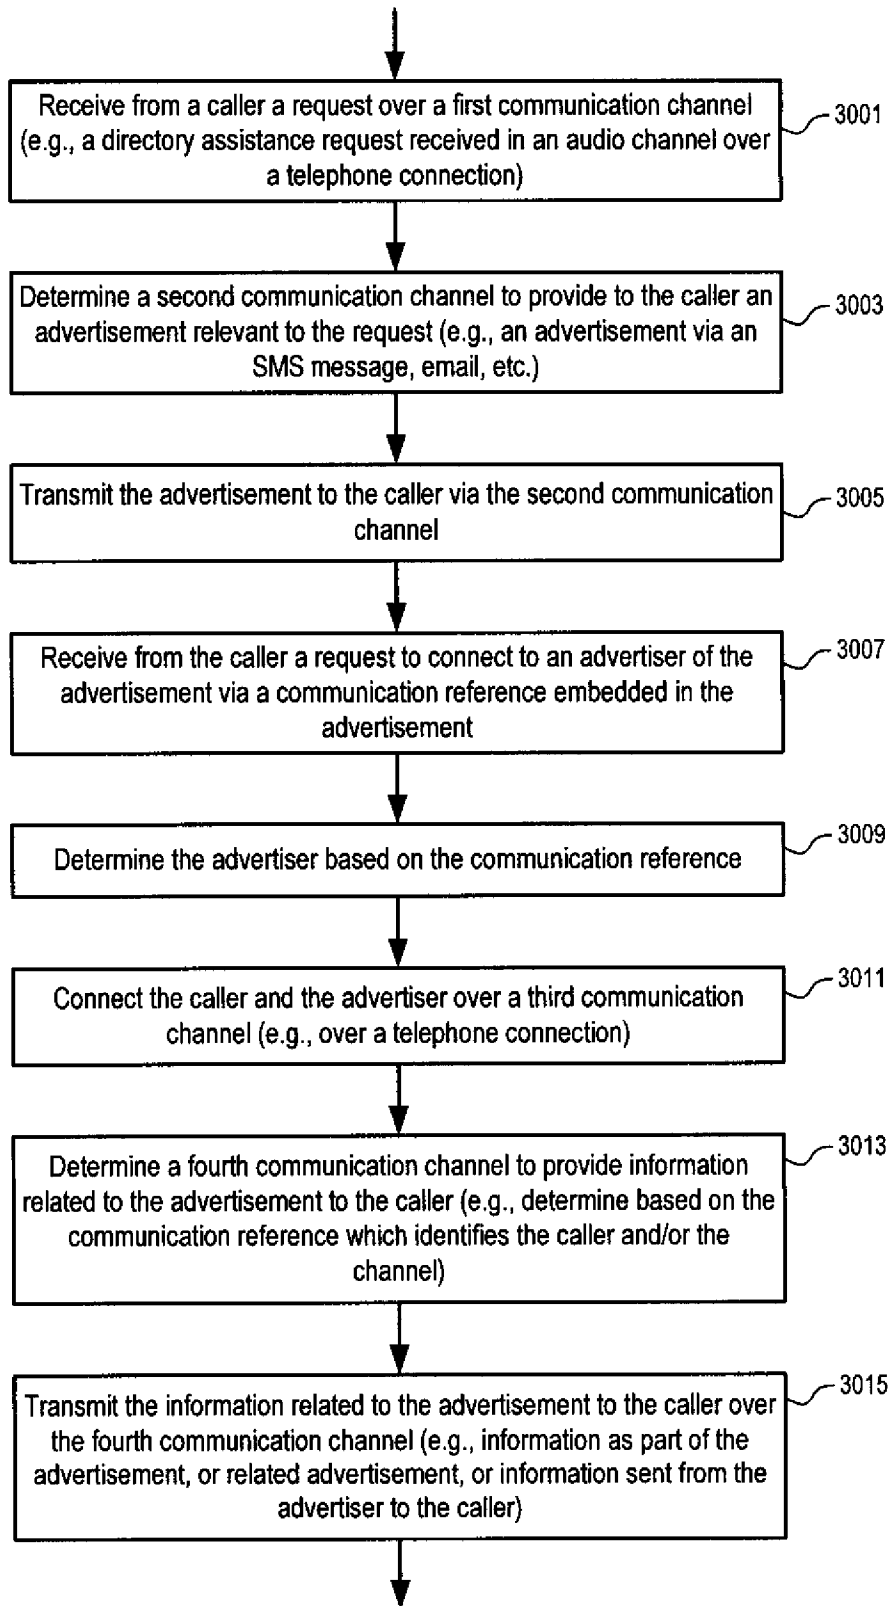 Receive from a caller a request over a first communication channel
(e.g., a directory assistance request received in an audio channel over
a telephone connection)
3001
Determine a second communication channel to provide to the caller an
advertisement relevant to the request (e.g., an advertisement via an
SMS message, email, etc.)
3003
Transmit the advertisement to the caller via the second communication
channel
3005
Receive from the caller a request to connect to an advertiser of the
advertisement via a communication reference embedded in the
advertisement
3007
Determine the advertiser based on the communication reference
3009
Connect the caller and the advertiser over a third communication
channel (e.g., over a telephone connection)
3011
Determine a fourth communication channel to provide information
related to the advertisement to the caller (e.g., determine based on the
communication reference which identifies the caller and/or the
channel)
3013
Transmit the information related to the advertisement to the caller over
the fourth communication channel (e.g., information as part of the
advertisement, or related advertisement, or information sent from the
advertiser to the caller)
3015